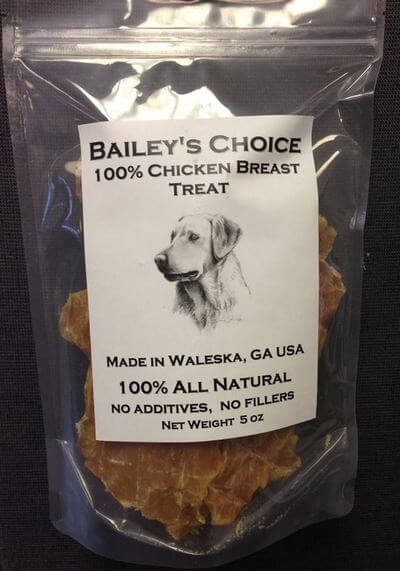 BAILEY'S CHOICE
100% CHICKEN BREAST
TREAT
MADE IN WALESKA, GA USA
100% ALL NATURAL
NO ADDITIVES, NO FILLERS
NET WEIGHT 5 OZ